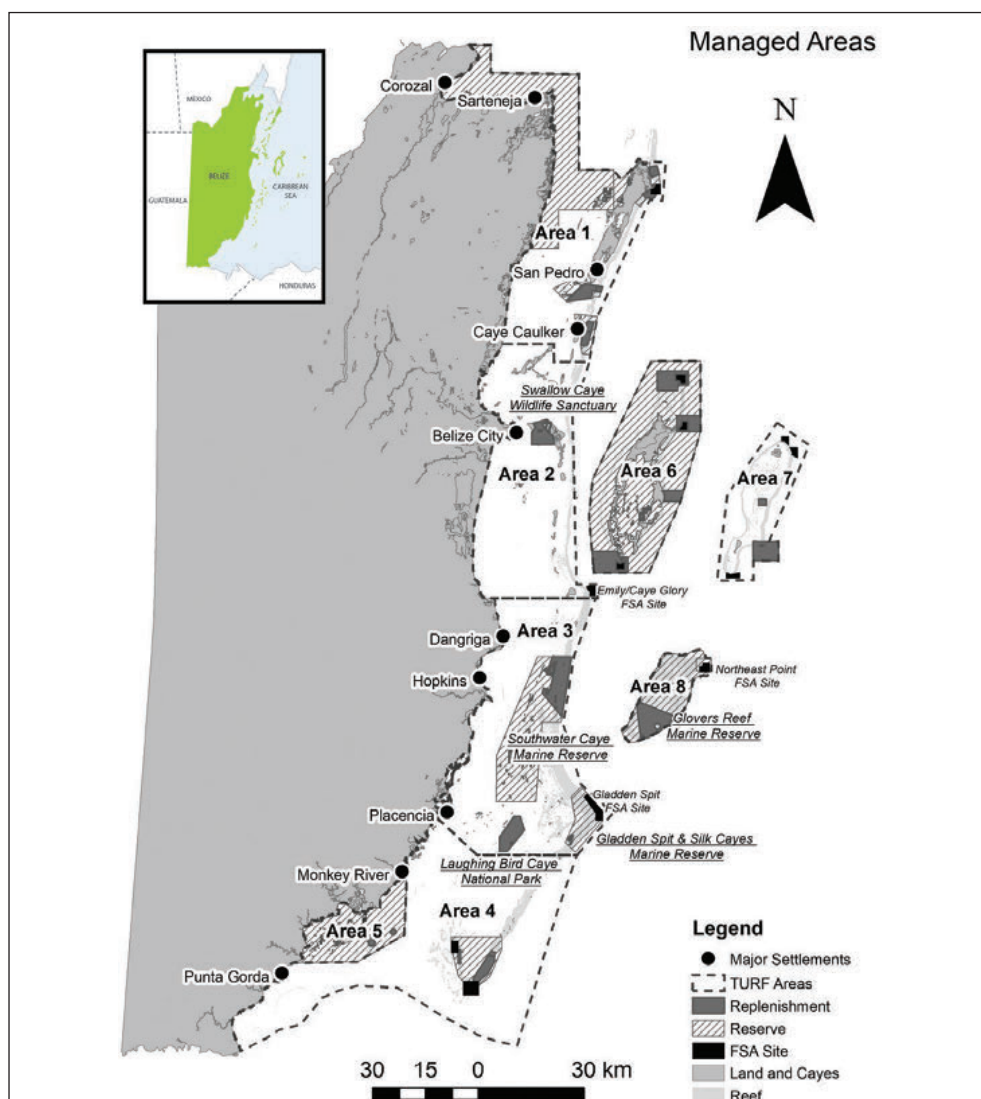 Managed Areas
MEXICO
BELIZE
GUATEMALA
CARIBBEAN
SEA
HONDURAS
N
Corozal
Sarteneja
Area 1
San Pedro
Caye Caulker
Swallow Caye
Wildlife Sanctuary
Belize City
Area 2
Area 6
Area 7
Emily/Caye Glory
FSA Site
Area 3
Dangriga
Hopkins
Area 8
Northeast Point
FSA Site
Glovers Reef
Marine Reserve
Southwater Caye
Marine Reserve
Gladden Spit
FSA Site
Placencia
Gladden Spit & Silk Cayes
Marine Reserve
Laughing Bird Caye
National Park
Monkey River
Area 4
Area 5
Punta Gorda
Legend
Major Settlements
TURF Areas
Replenishment
Reserve
FSA Site
Land and Cayes
Reef
30 15 0 30 km